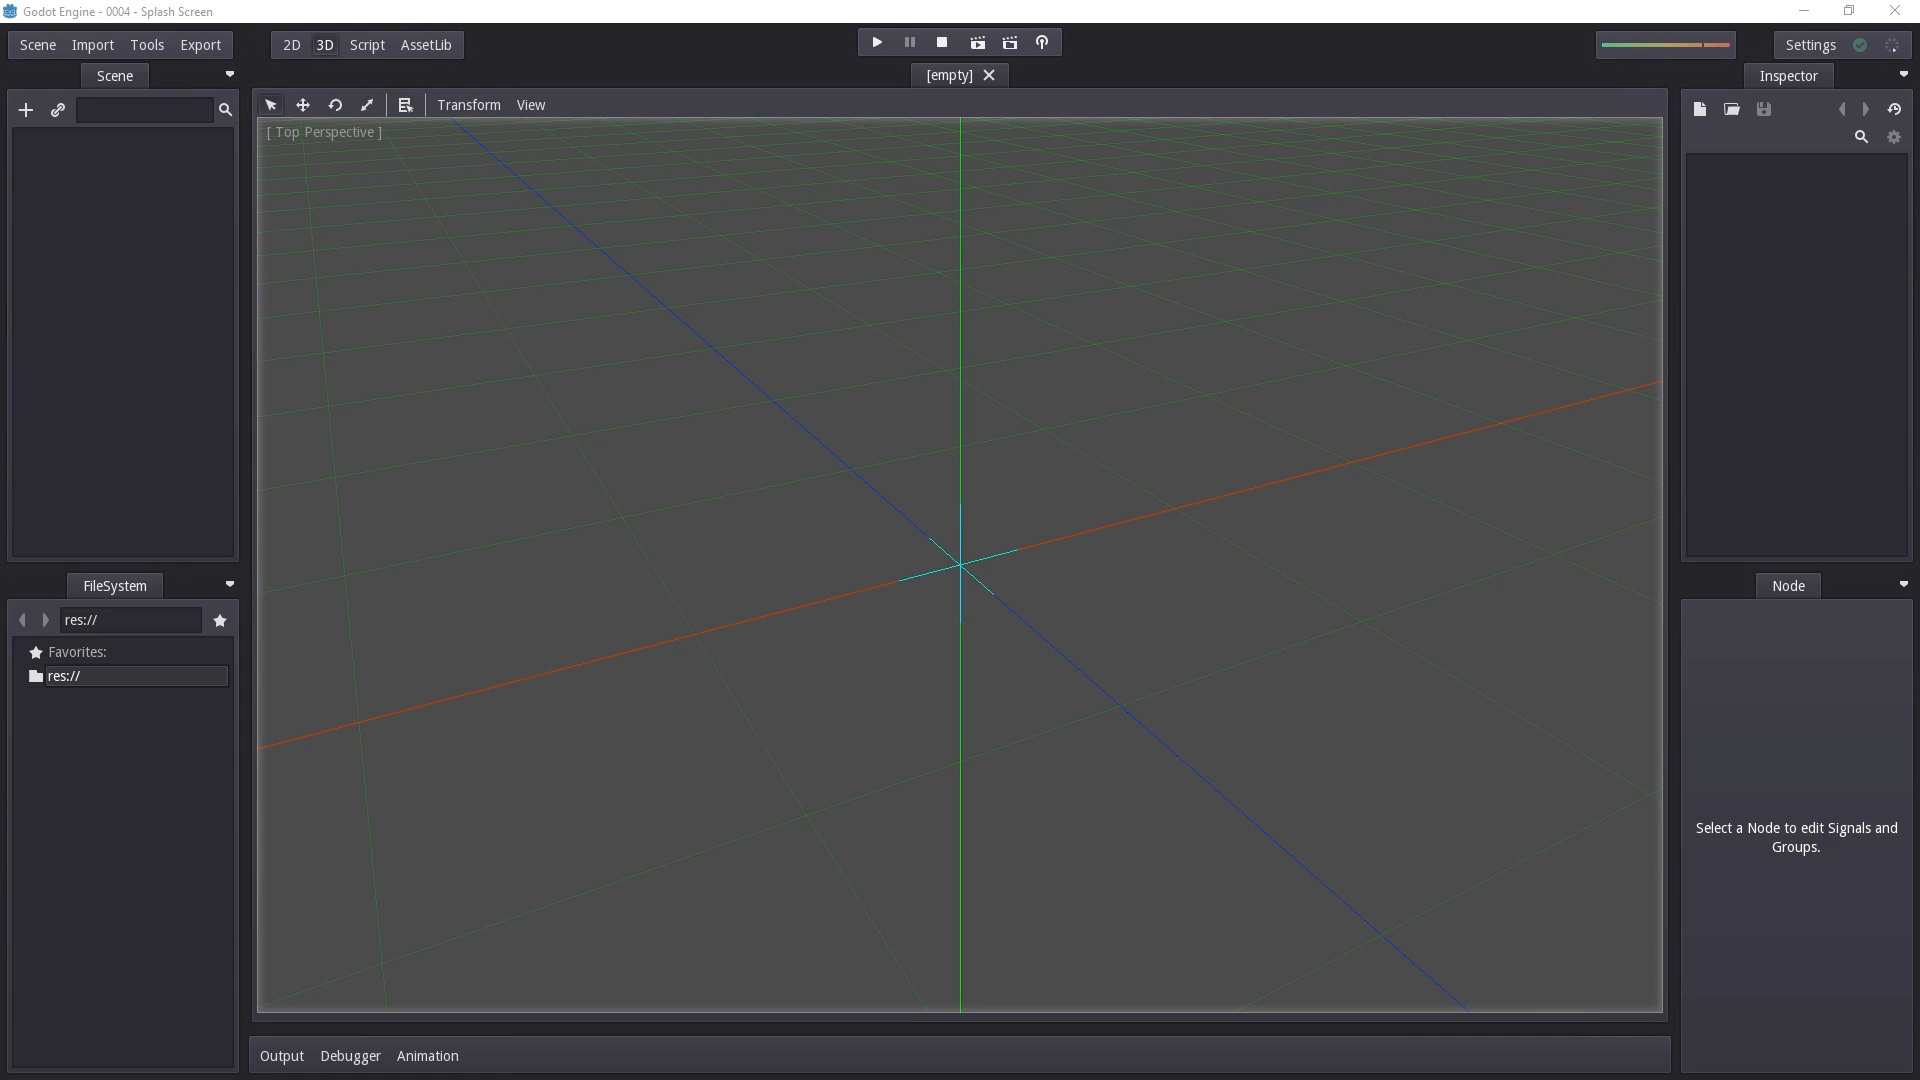 Godot Engine - 0004 - Splash Screen
Scene Import Tools Export
2D 3D Script AssetLib
Settings
Scene
[empty]
Inspector
Transform View
[ Top Perspective ]
FileSystem
Node
res://
Favorites:
res://
Select a Node to edit Signals and
Groups.
Output Debugger Animation